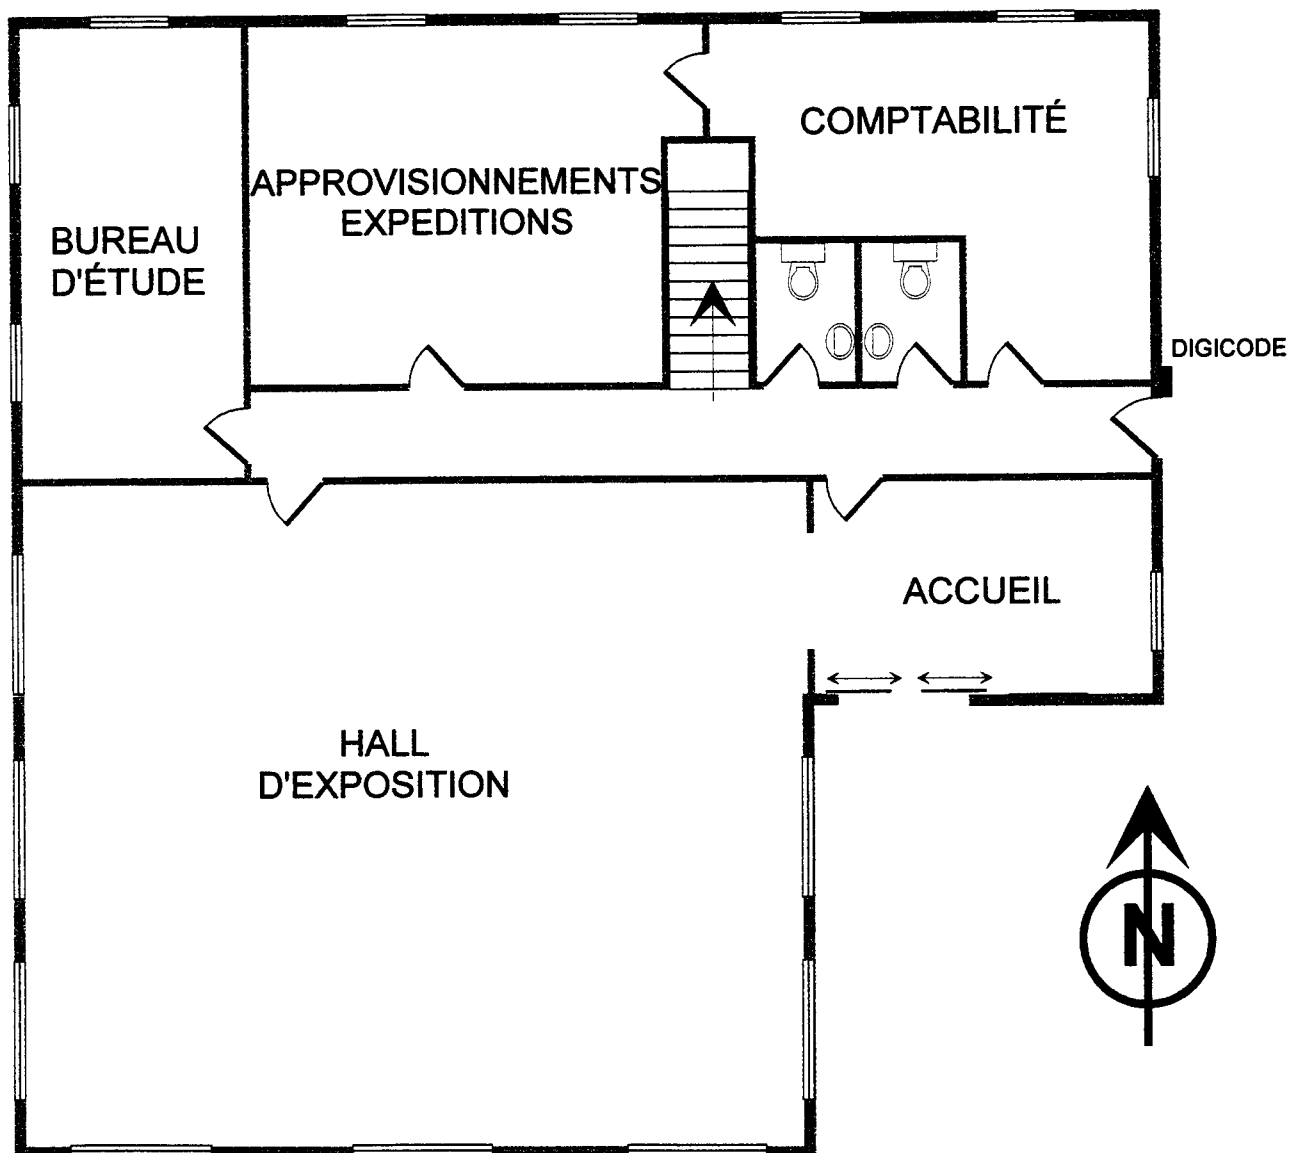 COMPTABILITÉ
APPROVISIONNEMENTS
EXPEDITIONS
BUREAU
D'ÉTUDE
DIGICODE
ACCUEIL
HALL
D'EXPOSITION
N